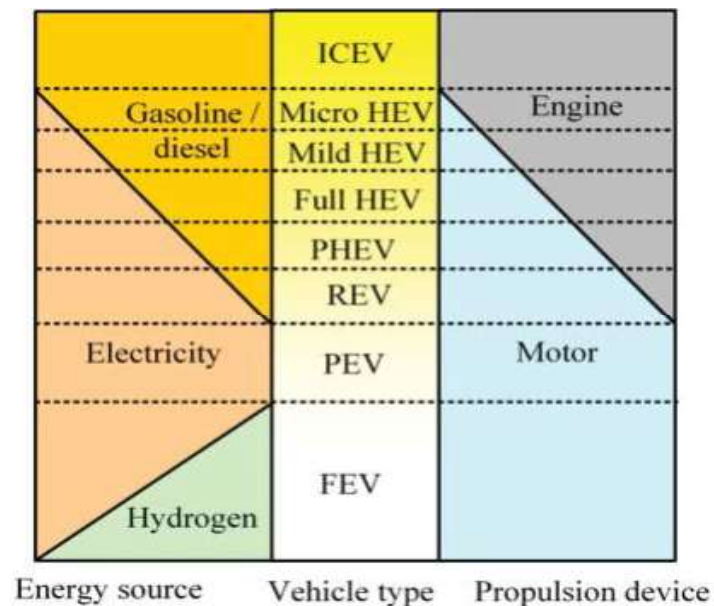 ICEV
Gasoline /
diesel
Micro HEV
Engine
Mild HEV
Full HEV
PHEV
REV
Electricity
PEV
Motor
FEV
Hydrogen
Energy source
Vehicle type
Propulsion device